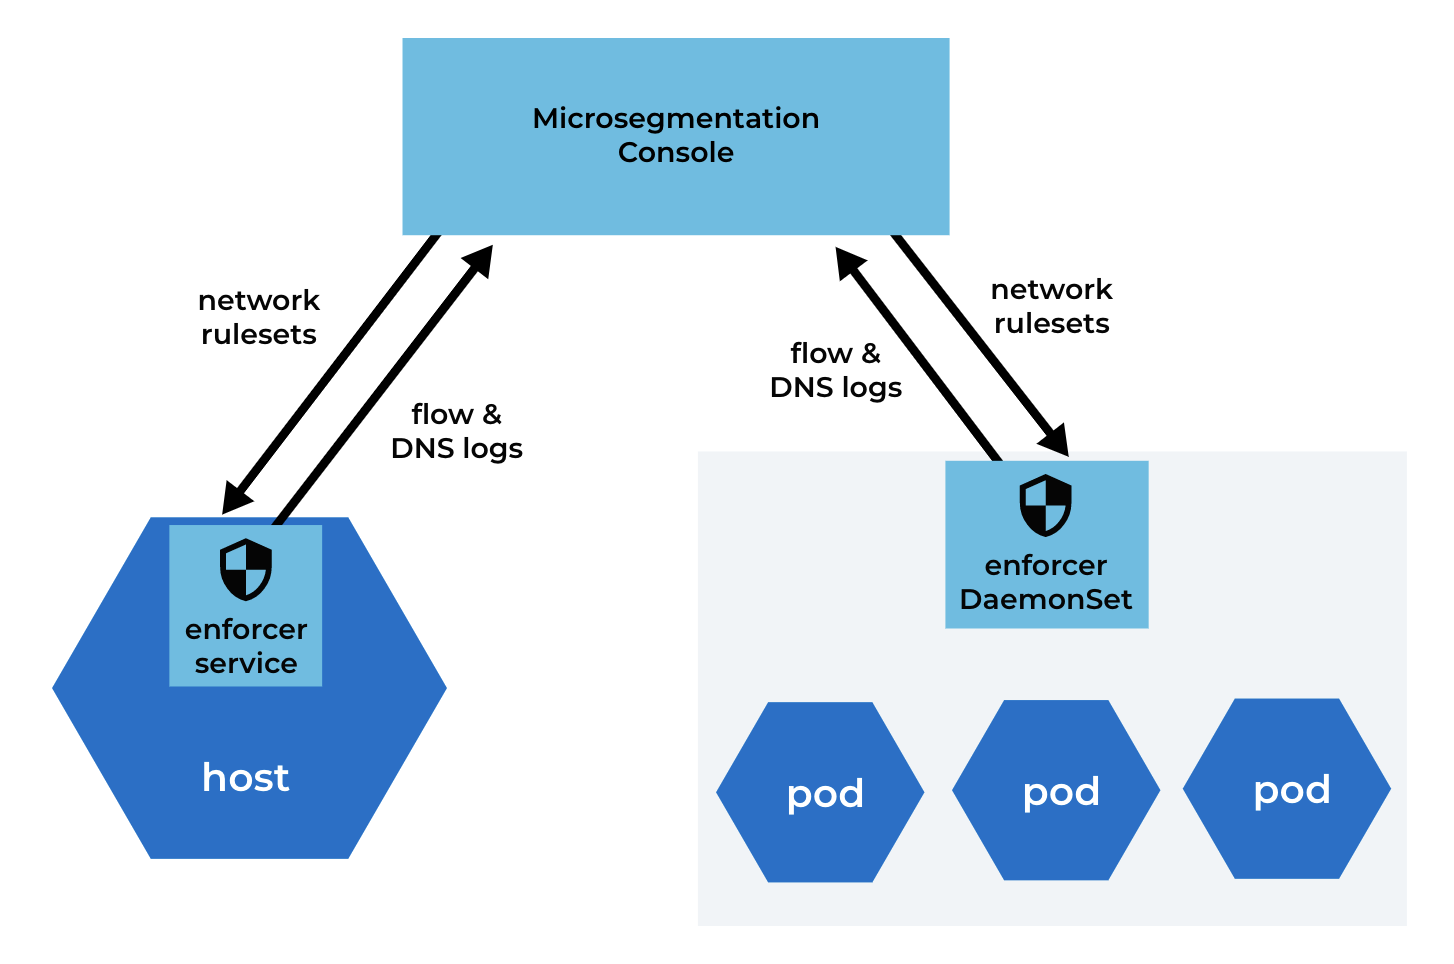 Microsegmentation
Console
network
rulesets
flow &
DNS logs
flow &
DNS logs
network
rulesets
enforcer
service
host
enforcer
DaemonSet
pod
pod
pod